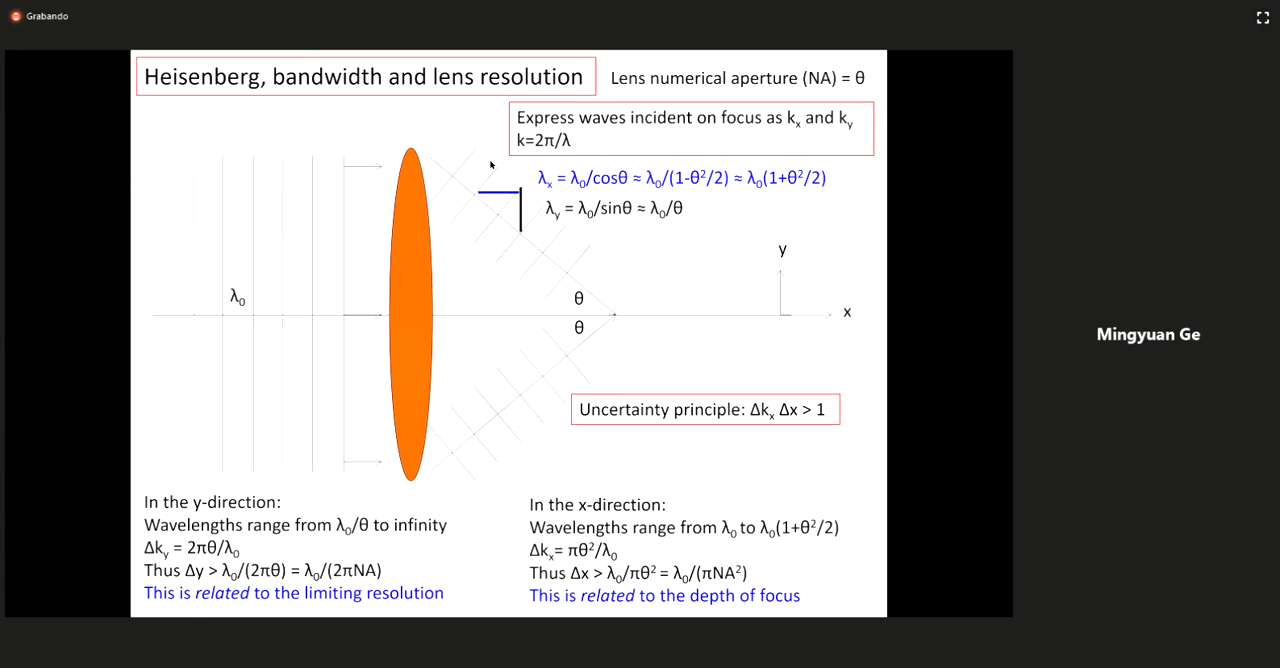 Grabando
Heisenberg, bandwidth and lens resolution
Lens numerical aperture (NA) = θ
Express waves incident on focus as kₓ and kᵧ
k=2π/λ
λₓ = λ₀/cosθ ≈ λ₀/(1-θ²/2) ≈ λ₀(1+θ²/2)
λᵧ = λ₀/sinθ ≈ λ₀/θ
y
λ₀
θ
x
θ
Mingyuan Ge
Uncertainty principle: Δkₓ Δx > 1
In the y-direction:
Wavelengths range from λ₀/θ to infinity
Δkᵧ = 2πθ/λ₀
Thus Δy > λ₀/(2πθ) = λ₀/(2πNA)
This is related to the limiting resolution
In the x-direction:
Wavelengths range from λ₀ to λ₀(1+θ²/2)
Δkₓ= πθ²/λ₀
Thus Δx > λ₀/πθ² = λ₀/(πNA²)
This is related to the depth of focus